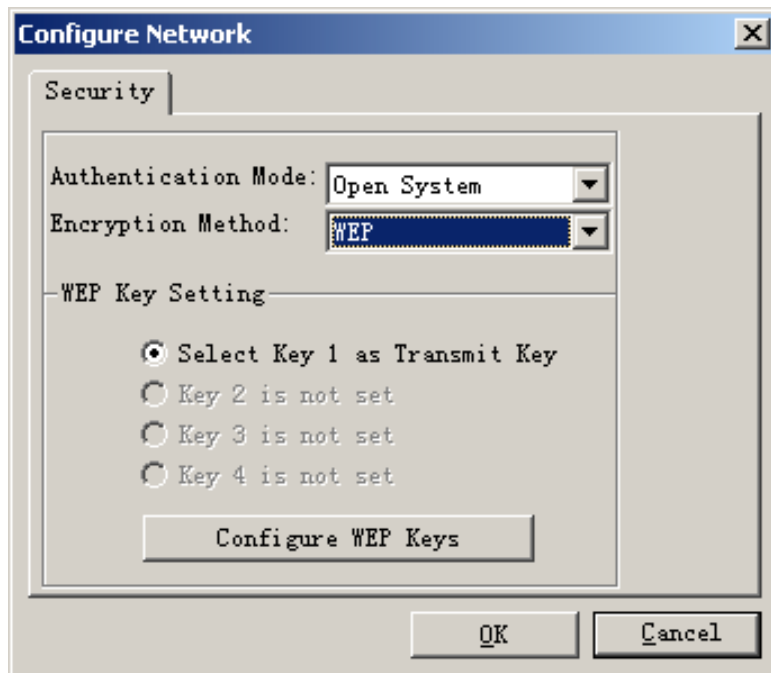 Configure Network
Security
Authentication Mode: Open System
Encryption Method: WEP
WEP Key Setting
Select Key 1 as Transmit Key
Key 2 is not set
Key 3 is not set
Key 4 is not set
Configure WEP Keys
OK Cancel